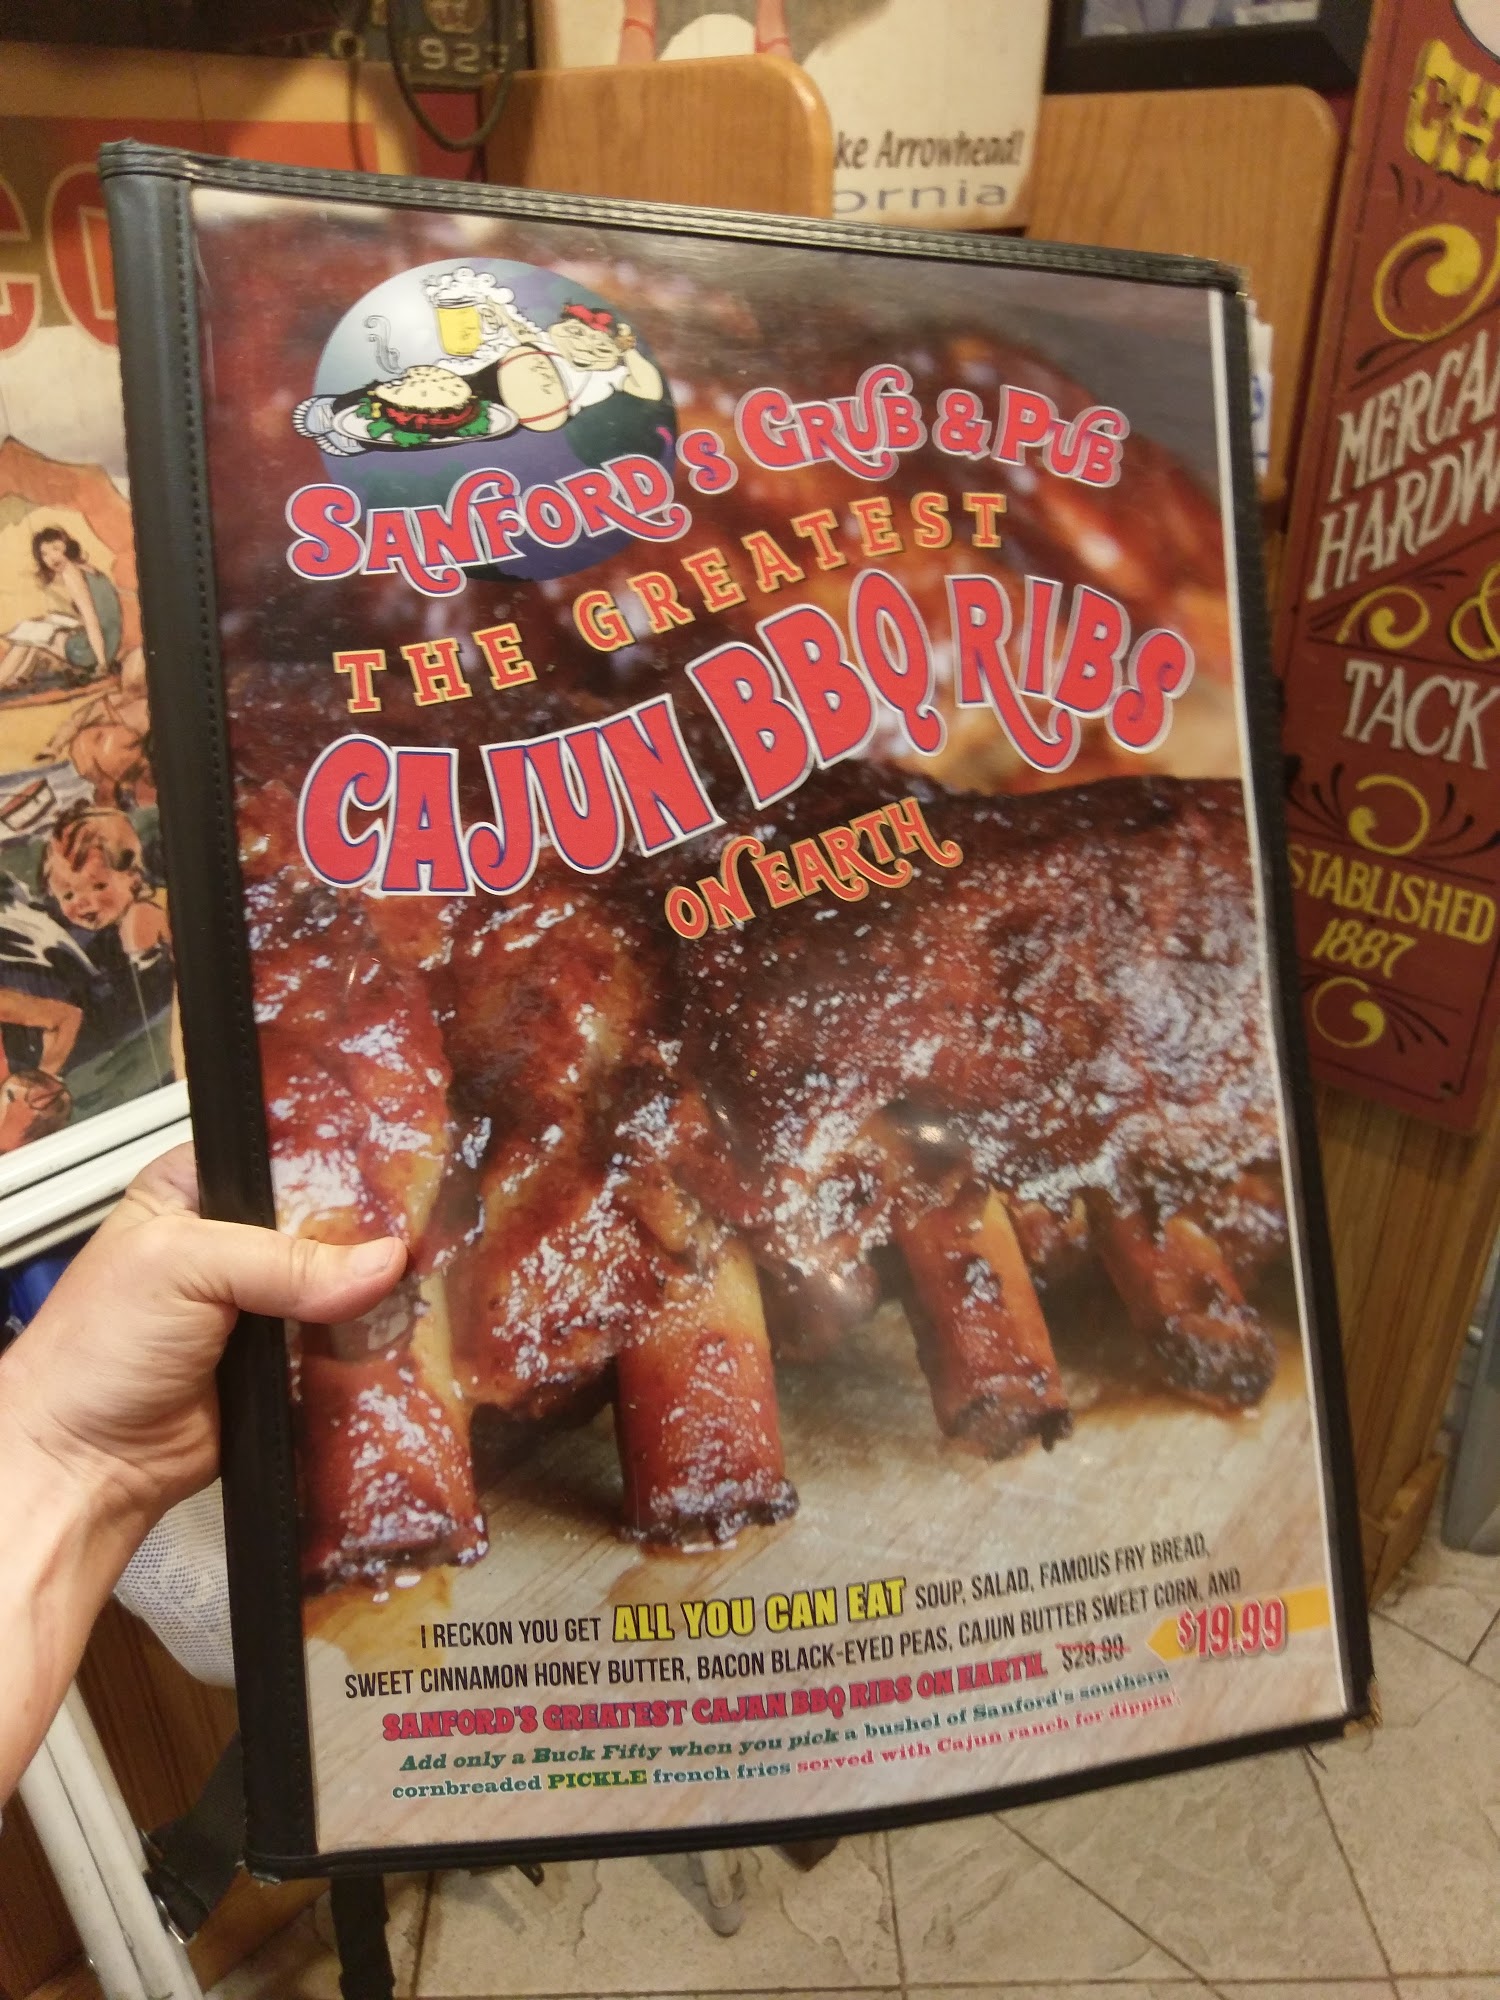 1923
ke Arrowhead!
ornia
SANFORD'S GRUB & PUB
THE GREATEST
CAJUN BBQ RIBS
ON EARTH
I RECKON YOU GET ALL YOU CAN EAT SOUP, SALAD, FAMOUS FRY BREAD,
SWEET CINNAMON HONEY BUTTER, BACON BLACK-EYED PEAS, CAJUN BUTTER SWEET CORN, AND
SANFORD'S GREATEST CAJAN BBQ RIBS ON EARTH. $29.99 $19.99
Add only a Buck Fifty when you pick a bushel of Sanford's southern
cornbreaded PICKLE french fries served with Cajun ranch for dippin'.
CO
CH
MERCA
HARDW
&
TACK
STABLISHED
1887